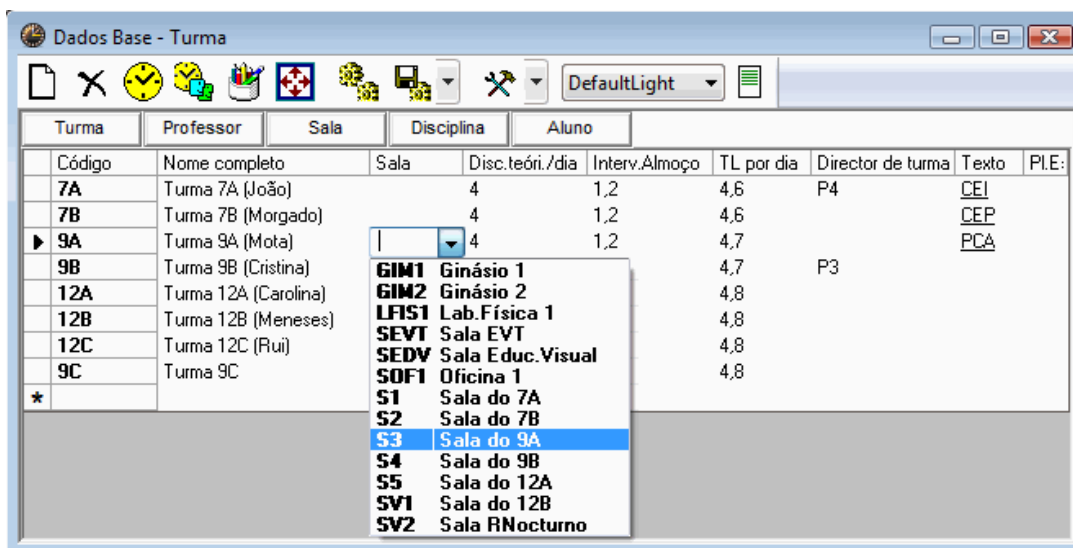 Dados Base - Turma
DefaultLight
Turma Professor Sala Disciplina Aluno
Código Nome completo Sala Disc.teóri./dia Interv.Almoço TL por dia Director de turma Texto Pl.E:
7A Turma 7A (João) 4 1,2 4,6 P4 CEI
7B Turma 7B (Morgado) 4 1,2 4,6 CEP
9A Turma 9A (Mota) 4 1,2 4,7 PCA
9B Turma 9B (Cristina) 4,7 P3
12A Turma 12A (Carolina) 4,8
12B Turma 12B (Meneses) 4,8
12C Turma 12C (Rui) 4,8
9C Turma 9C 4,8
*
GIM1 Ginásio 1
GIM2 Ginásio 2
LFIS1 Lab.Física 1
SEVT Sala EVT
SEDV Sala Educ.Visual
SOF1 Oficina 1
S1 Sala do 7A
S2 Sala do 7B
S3 Sala do 9A
S4 Sala do 9B
S5 Sala do 12A
SV1 Sala do 12B
SV2 Sala RNocturno